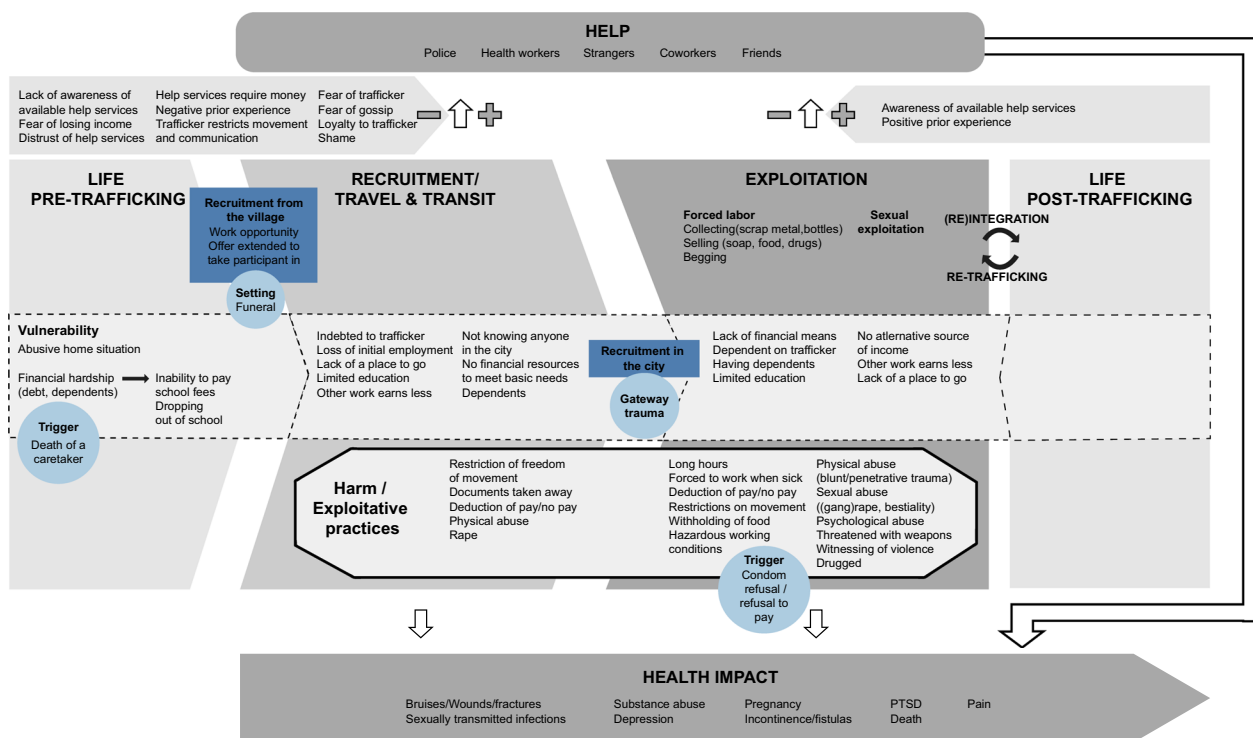 HELP
Police Health workers Strangers Coworkers Friends
Lack of awareness of
available help services
Fear of losing income
Distrust of help services
Help services require money
Negative prior experience
Trafficker restricts movement
and communication
Fear of trafficker
Fear of gossip
Loyalty to trafficker
Shame
Awareness of available help services
Positive prior experience
LIFE
PRE-TRAFFICKING
RECRUITMENT/
TRAVEL & TRANSIT
EXPLOITATION
LIFE
POST-TRAFFICKING
Recruitment from
the village
Work opportunity
Offer extended to
take participant in
Setting
Funeral
Forced labor
Collecting(scrap metal,bottles)
Selling (soap, food, drugs)
Begging
Sexual
exploitation
(RE)INTEGRATION
RE-TRAFFICKING
Vulnerability
Abusive home situation
Financial hardship
(debt, dependents)
Inability to pay
school fees
Dropping
out of school
Trigger
Death of a
caretaker
Indebted to trafficker
Loss of initial employment
Lack of a place to go
Limited education
Other work earns less
Not knowing anyone
in the city
No financial resources
to meet basic needs
Dependents
Recruitment in
the city
Gateway
trauma
Lack of financial means
Dependent on trafficker
Having dependents
Limited education
No atlernative source
of income
Other work earns less
Lack of a place to go
Harm /
Exploitative
practices
Restriction of freedom
of movement
Documents taken away
Deduction of pay/no pay
Physical abuse
Rape
Long hours
Forced to work when sick
Deduction of pay/no pay
Restrictions on movement
Withholding of food
Hazardous working
conditions
Physical abuse
(blunt/penetrative trauma)
Sexual abuse
((gang)rape, bestiality)
Psychological abuse
Threatened with weapons
Witnessing of violence
Drugged
Trigger
Condom
refusal /
refusal to
pay
HEALTH IMPACT
Bruises/Wounds/fractures Substance abuse Pregnancy PTSD Pain
Sexually transmitted infections Depression Incontinence/fistulas Death